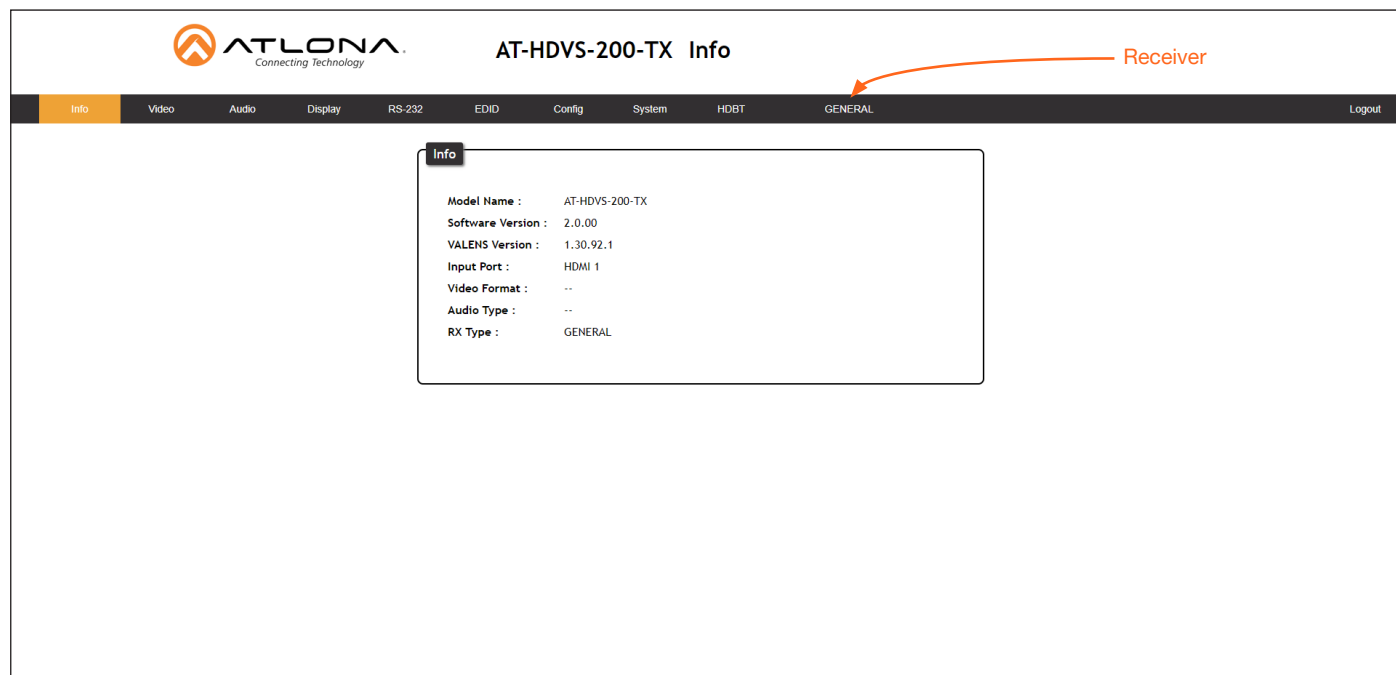 ATLONA.
Connecting Technology
AT-HDVS-200-TX Info
Receiver
Info Video Audio Display RS-232 EDID Config System HDBT GENERAL Logout
Info
Model Name : AT-HDVS-200-TX
Software Version : 2.0.00
VALENS Version : 1.30.92.1
Input Port : HDMI 1
Video Format : --
Audio Type : --
RX Type : GENERAL